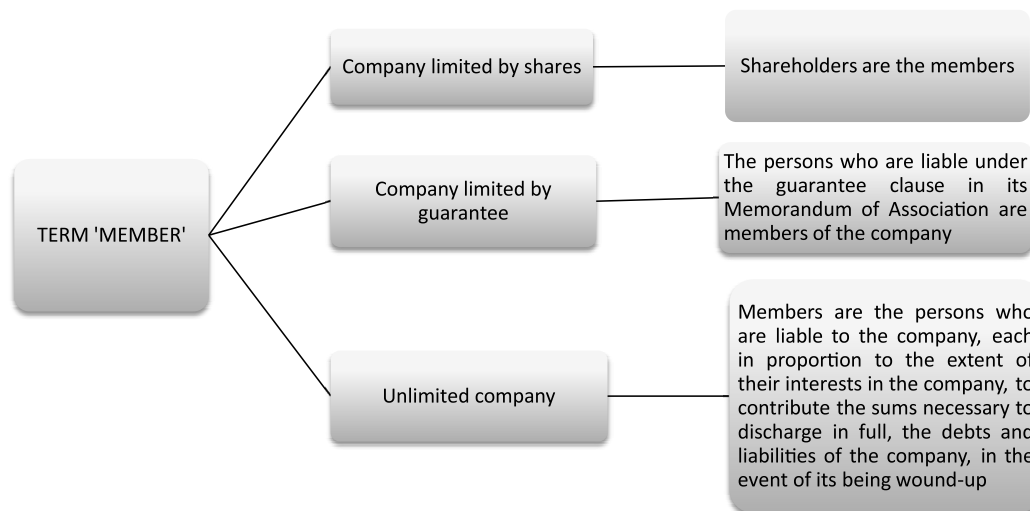 TERM 'MEMBER'
Company limited by shares
Shareholders are the members
Company limited by
guarantee
The persons who are liable under
the guarantee clause in its
Memorandum of Association are
members of the company
Unlimited company
Members are the persons who
are liable to the company, each
in proportion to the extent of
their interests in the company, to
contribute the sums necessary to
discharge in full, the debts and
liabilities of the company, in the
event of its being wound-up